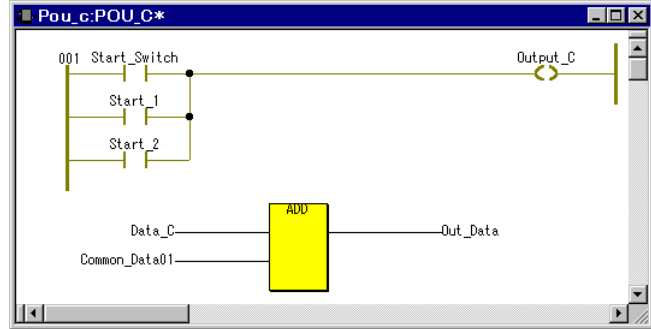 Pou_c:POU_C*
001 Start_Switch Output_C
Start_1
Start_2
ADD
Data_C Out_Data
Common_Data01